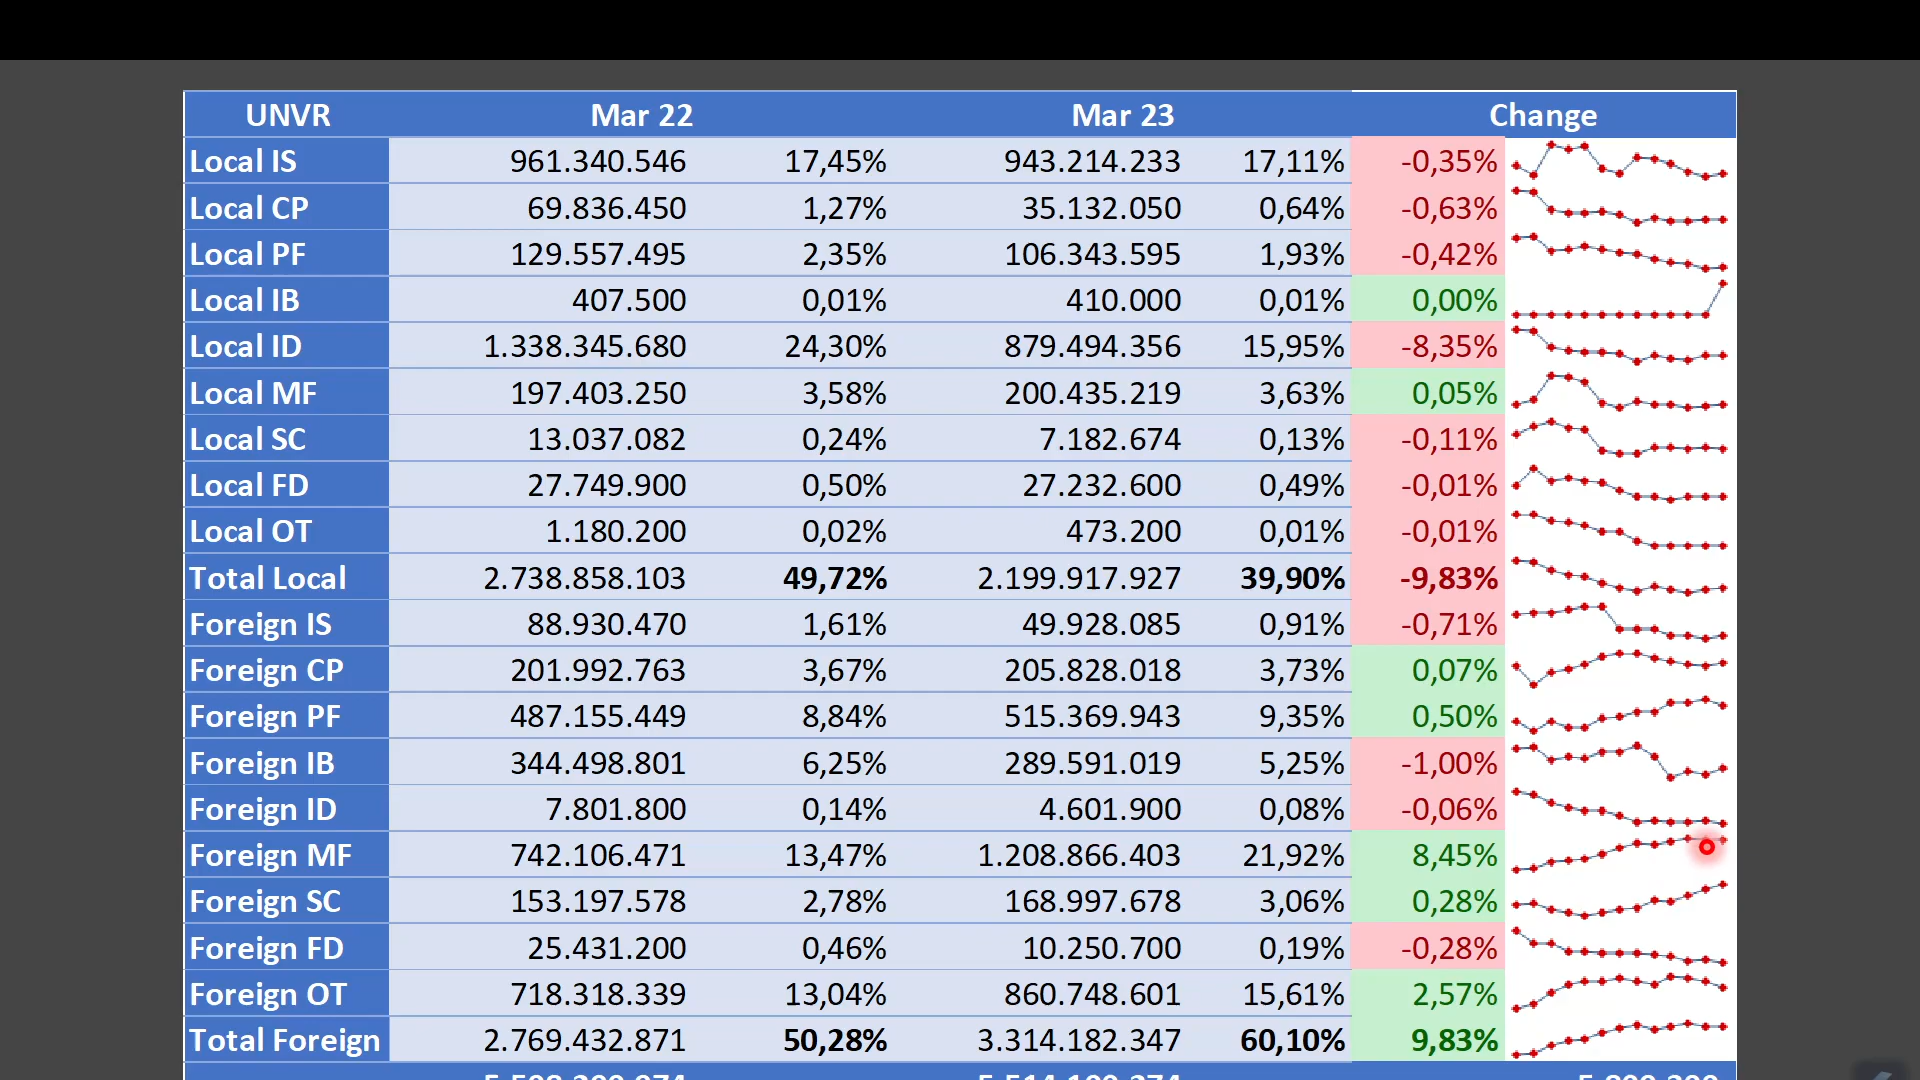 UNVR Mar 22 Mar 23 Change
Local IS 961.340.546 17,45% 943.214.233 17,11% -0,35%
Local CP 69.836.450 1,27% 35.132.050 0,64% -0,63%
Local PF 129.557.495 2,35% 106.343.595 1,93% -0,42%
Local IB 407.500 0,01% 410.000 0,01% 0,00%
Local ID 1.338.345.680 24,30% 879.494.356 15,95% -8,35%
Local MF 197.403.250 3,58% 200.435.219 3,63% 0,05%
Local SC 13.037.082 0,24% 7.182.674 0,13% -0,11%
Local FD 27.749.900 0,50% 27.232.600 0,49% -0,01%
Local OT 1.180.200 0,02% 473.200 0,01% -0,01%
Total Local 2.738.858.103 49,72% 2.199.917.927 39,90% -9,83%
Foreign IS 88.930.470 1,61% 49.928.085 0,91% -0,71%
Foreign CP 201.992.763 3,67% 205.828.018 3,73% 0,07%
Foreign PF 487.155.449 8,84% 515.369.943 9,35% 0,50%
Foreign IB 344.498.801 6,25% 289.591.019 5,25% -1,00%
Foreign ID 7.801.800 0,14% 4.601.900 0,08% -0,06%
Foreign MF 742.106.471 13,47% 1.208.866.403 21,92% 8,45%
Foreign SC 153.197.578 2,78% 168.997.678 3,06% 0,28%
Foreign FD 25.431.200 0,46% 10.250.700 0,19% -0,28%
Foreign OT 718.318.339 13,04% 860.748.601 15,61% 2,57%
Total Foreign 2.769.432.871 50,28% 3.314.182.347 60,10% 9,83%